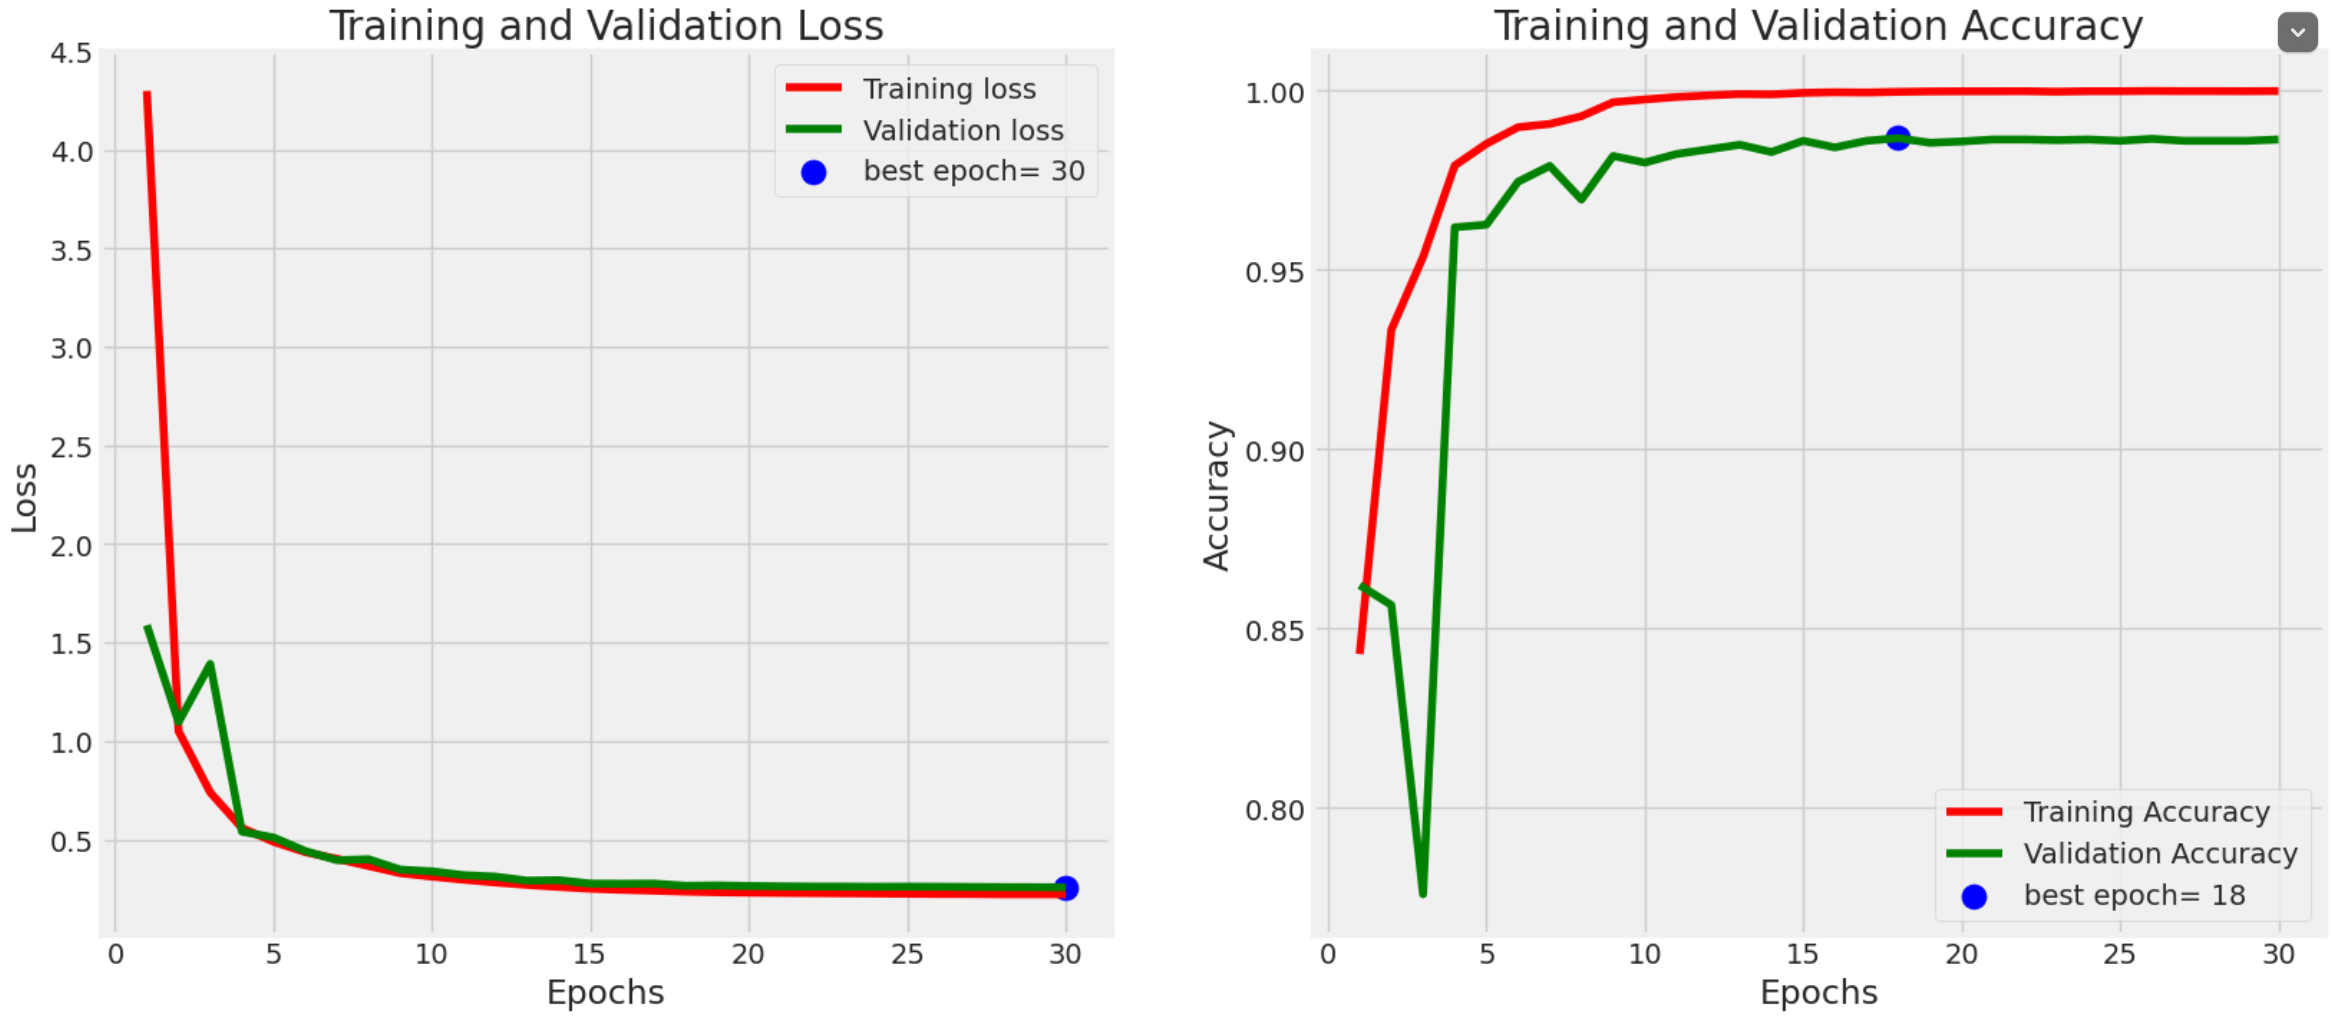 Training and Validation Loss
4.5
4.0
3.5
3.0
2.5
2.0
1.5
1.0
0.5
Loss
Training loss
Validation loss
best epoch= 30
0 5 10 15 20 25 30
Epochs
Training and Validation Accuracy
1.00
0.95
0.90
0.85
0.80
Accuracy
Training Accuracy
Validation Accuracy
best epoch= 18
0 5 10 15 20 25 30
Epochs